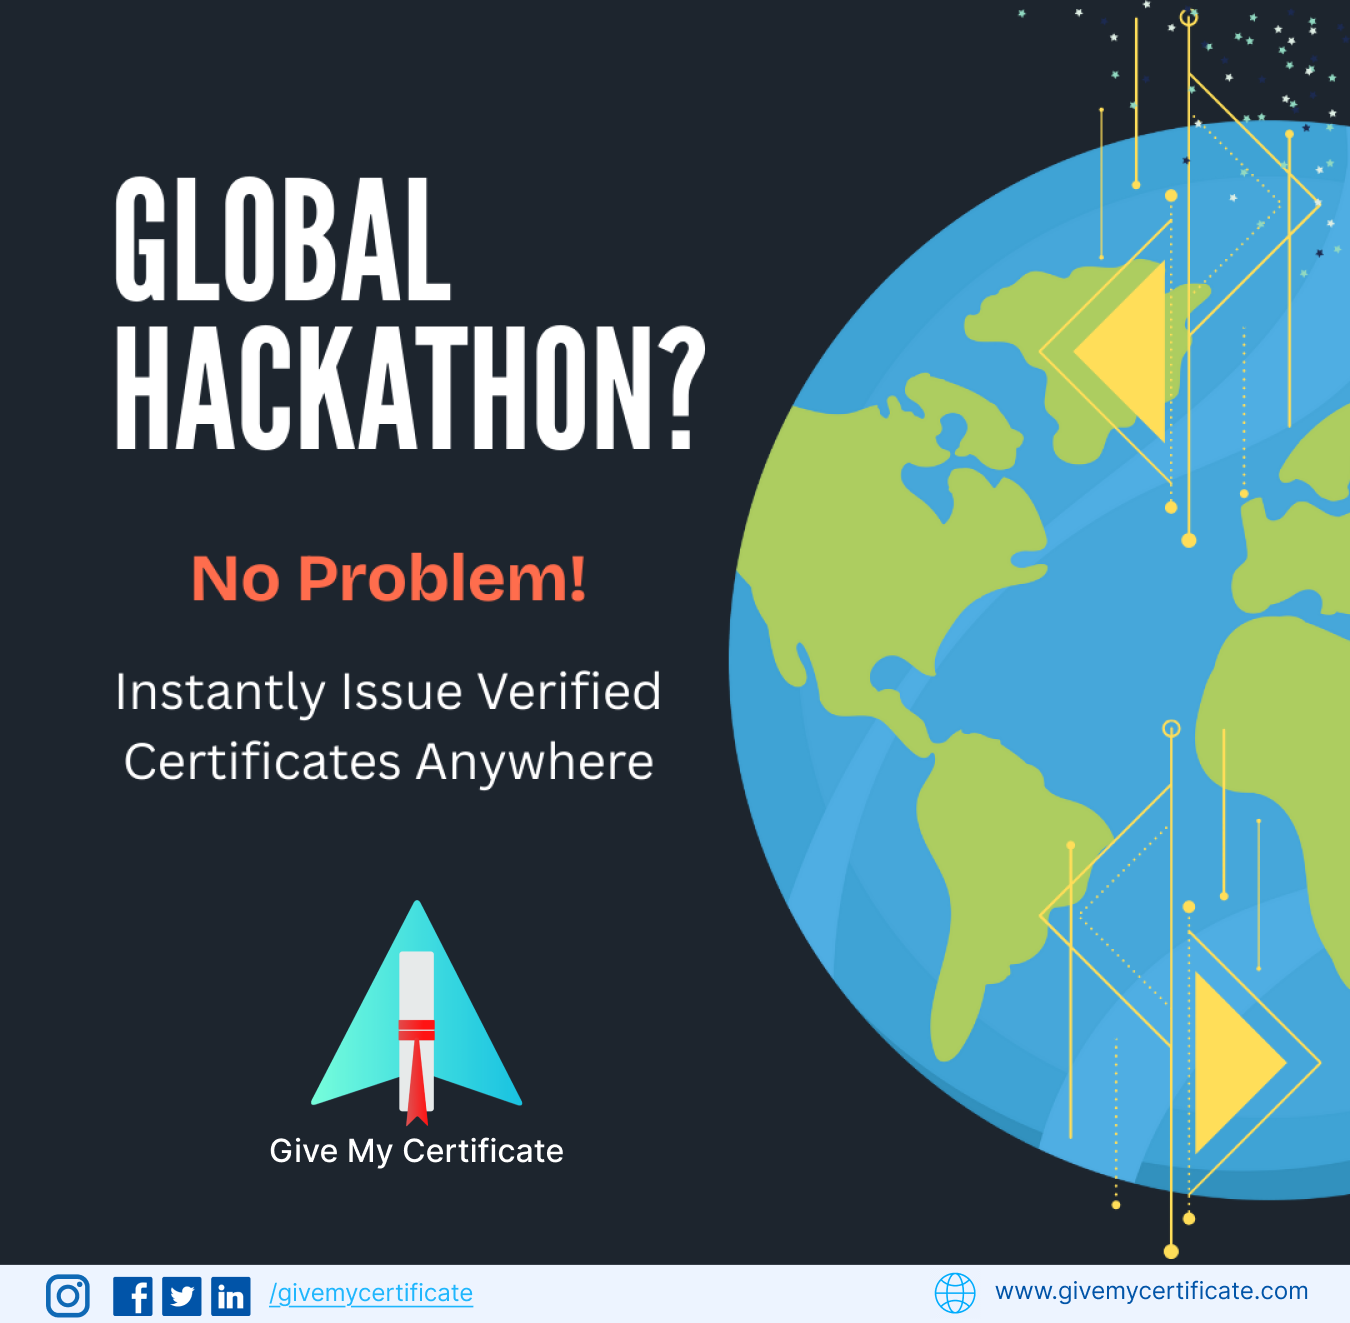 GLOBAL
HACKATHON?
No Problem!
Instantly Issue Verified
Certificates Anywhere
Give My Certificate
/givemycertificate
www.givemycertificate.com